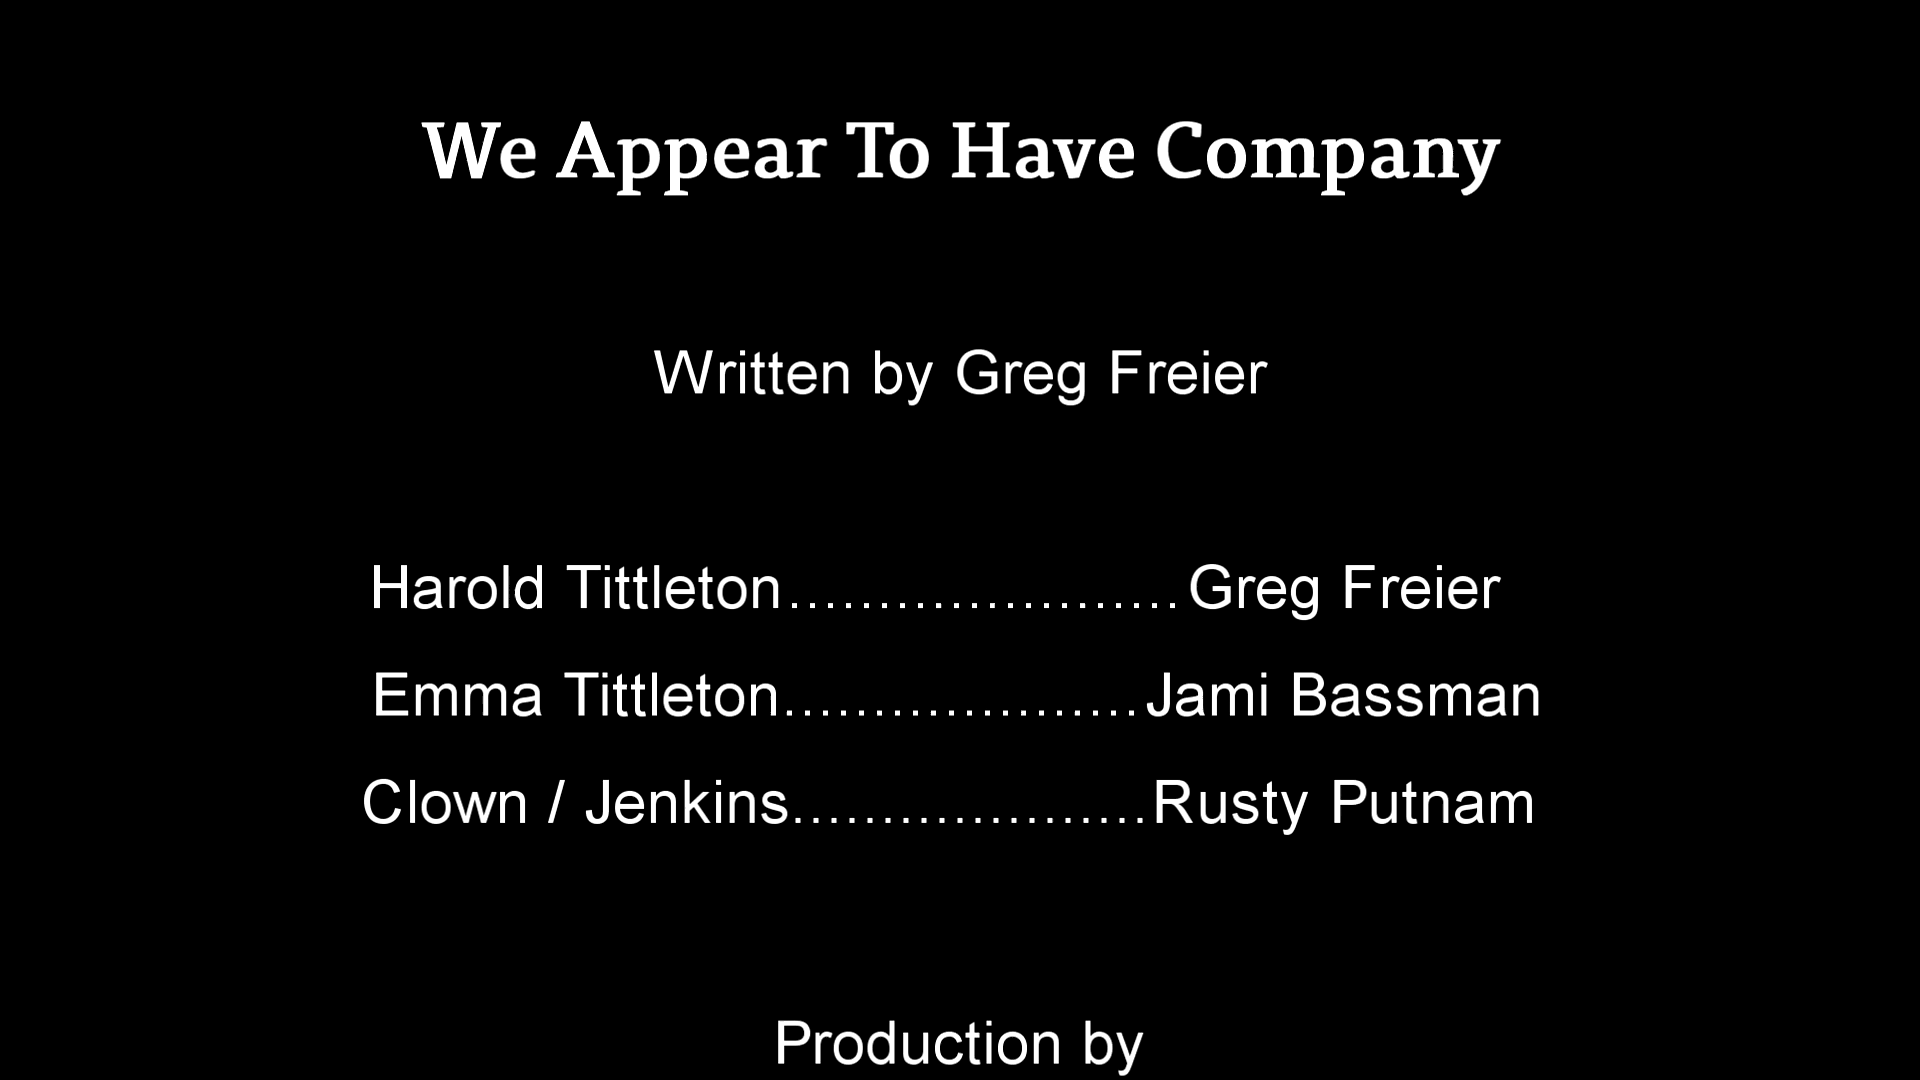 We Appear To Have Company
Written by Greg Freier
Harold Tittleton......................Greg Freier
Emma Tittleton....................Jami Bassman
Clown / Jenkins....................Rusty Putnam
Production by